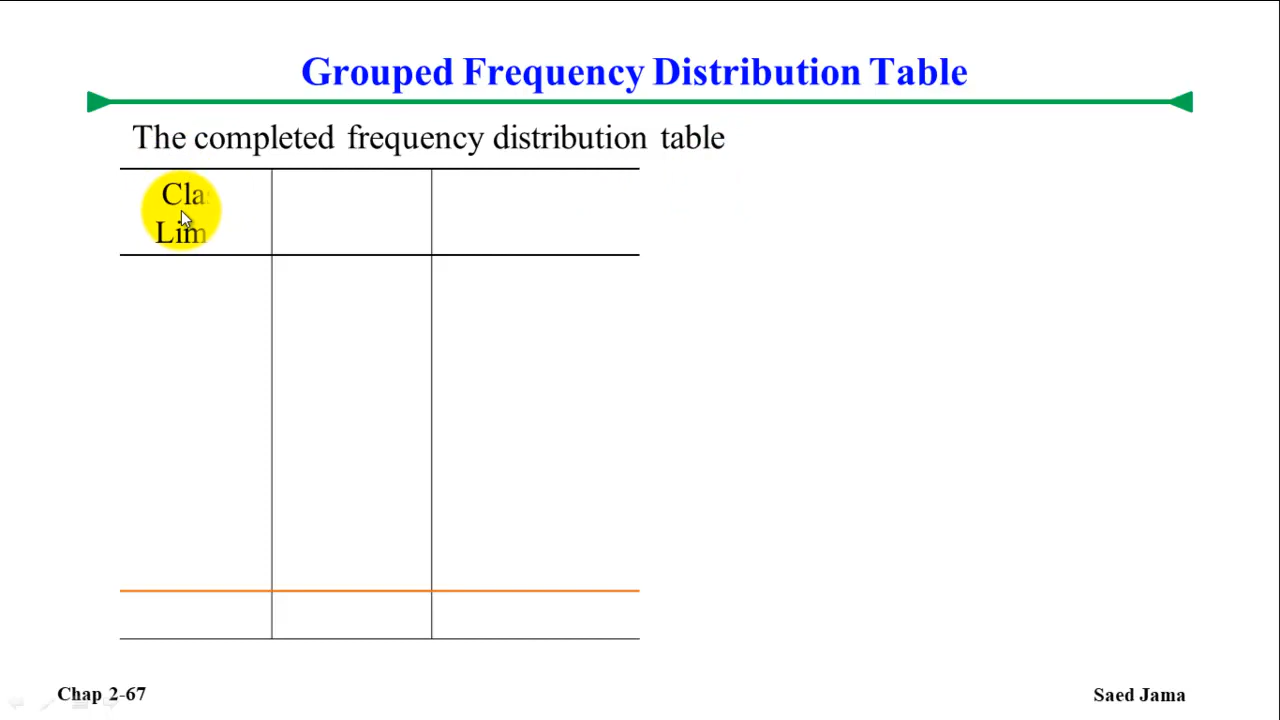 Grouped Frequency Distribution Table
The completed frequency distribution table
Cla
Lim
Chap 2-67
Saed Jama